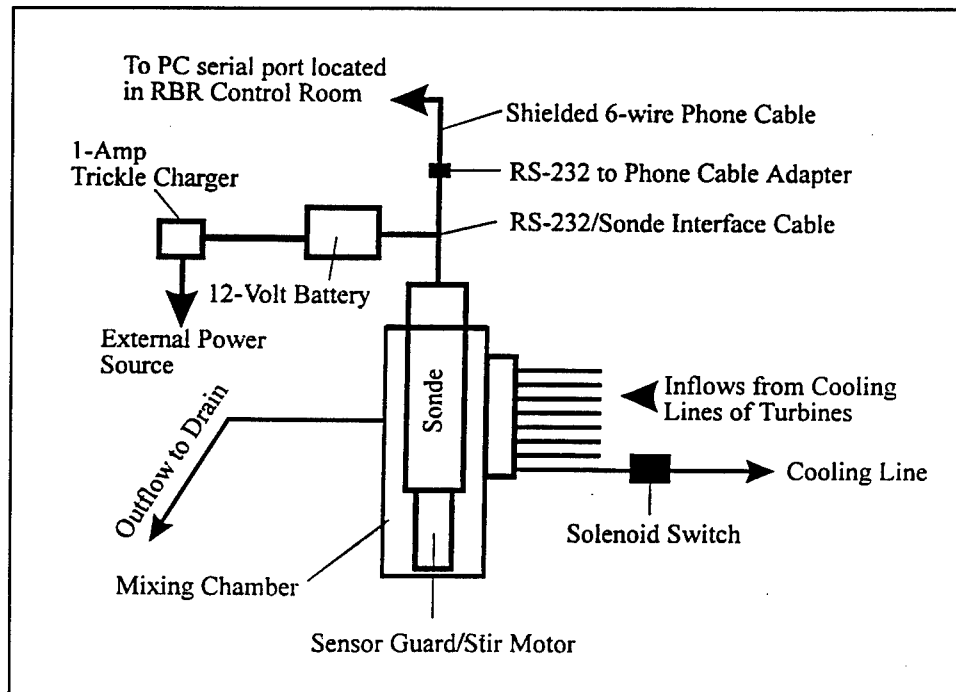 To PC serial port located
in RBR Control Room
Shielded 6-wire Phone Cable
1-Amp
Trickle Charger
RS-232 to Phone Cable Adapter
RS-232/Sonde Interface Cable
12-Volt Battery
External Power
Source
Sonde
Inflows from Cooling
Lines of Turbines
Outflow to Drain
Cooling Line
Solenoid Switch
Mixing Chamber
Sensor Guard/Stir Motor